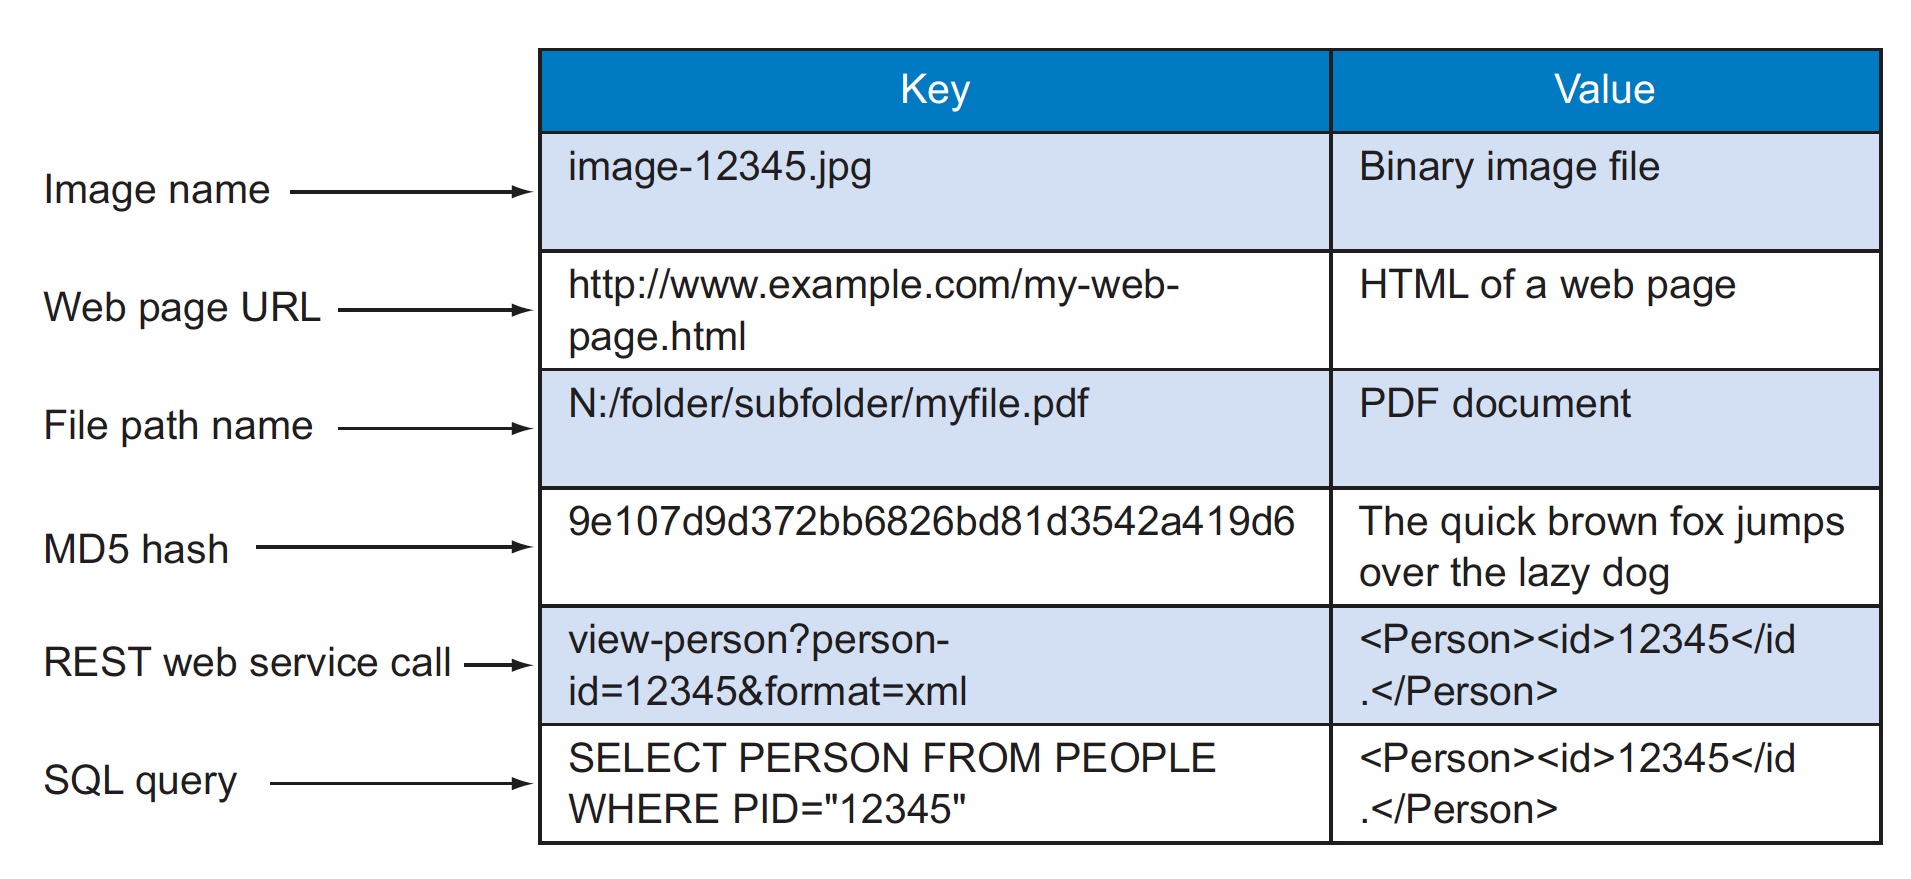 Key Value
Image name image-12345.jpg Binary image file
Web page URL http://www.example.com/my-web- HTML of a web page
page.html
File path name N:/folder/subfolder/myfile.pdf PDF document
MD5 hash 9e107d9d372bb6826bd81d3542a419d6 The quick brown fox jumps
over the lazy dog
REST web service call view-person?person- <Person><id>12345</id
id=12345&format=xml .</Person>
SQL query SELECT PERSON FROM PEOPLE <Person><id>12345</id
WHERE PID="12345" .</Person>